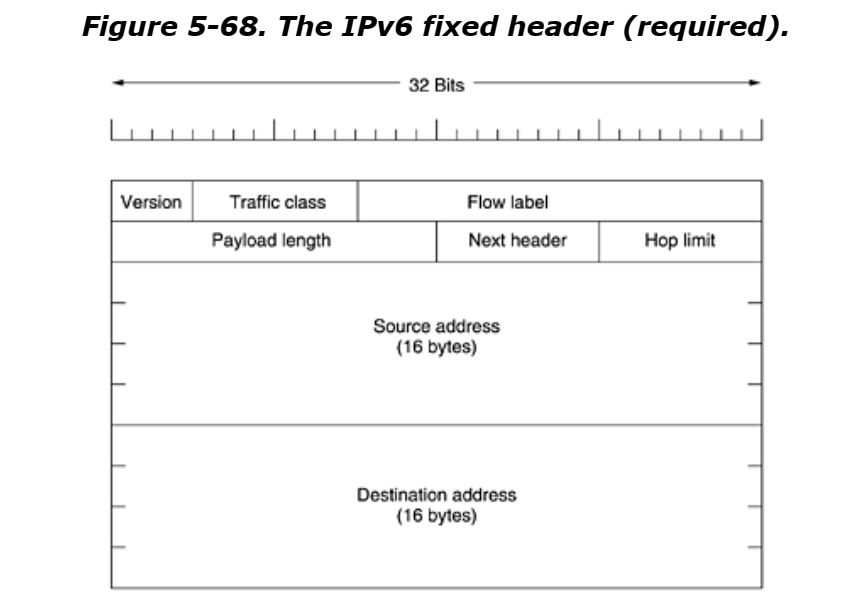 Figure 5-68. The IPv6 fixed header (required).
32 Bits
Version Traffic class Flow label
Payload length Next header Hop limit
Source address
(16 bytes)
Destination address
(16 bytes)